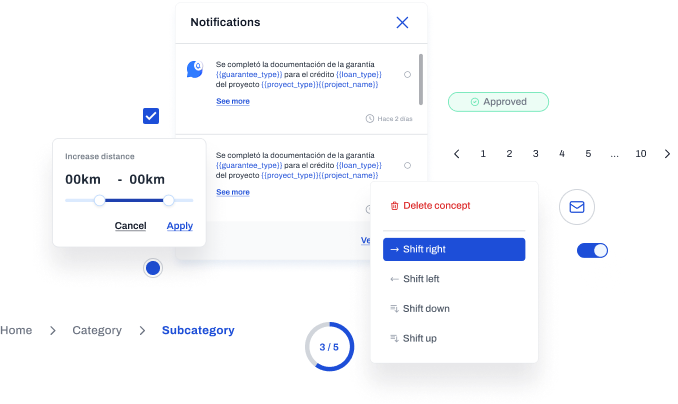 Notifications
Se completó la documentación de la garantía
{{guarantee_type}} para el crédito {{loan_type}}
del proyecto {{proyect_type}}{{project_name}}
See more
Hace 2 días
Se completó la documentación de la garantía
{{guarantee_type}} para el crédito {{loan_type}}
del proyecto {{proyect_type}}{{project_name}}
See more
Ve
Increase distance
00km - 00km
Cancel Apply
Approved
1 2 3 4 5 ... 10
Delete concept
Shift right
Shift left
Shift down
Shift up
Home Category Subcategory
3 / 5